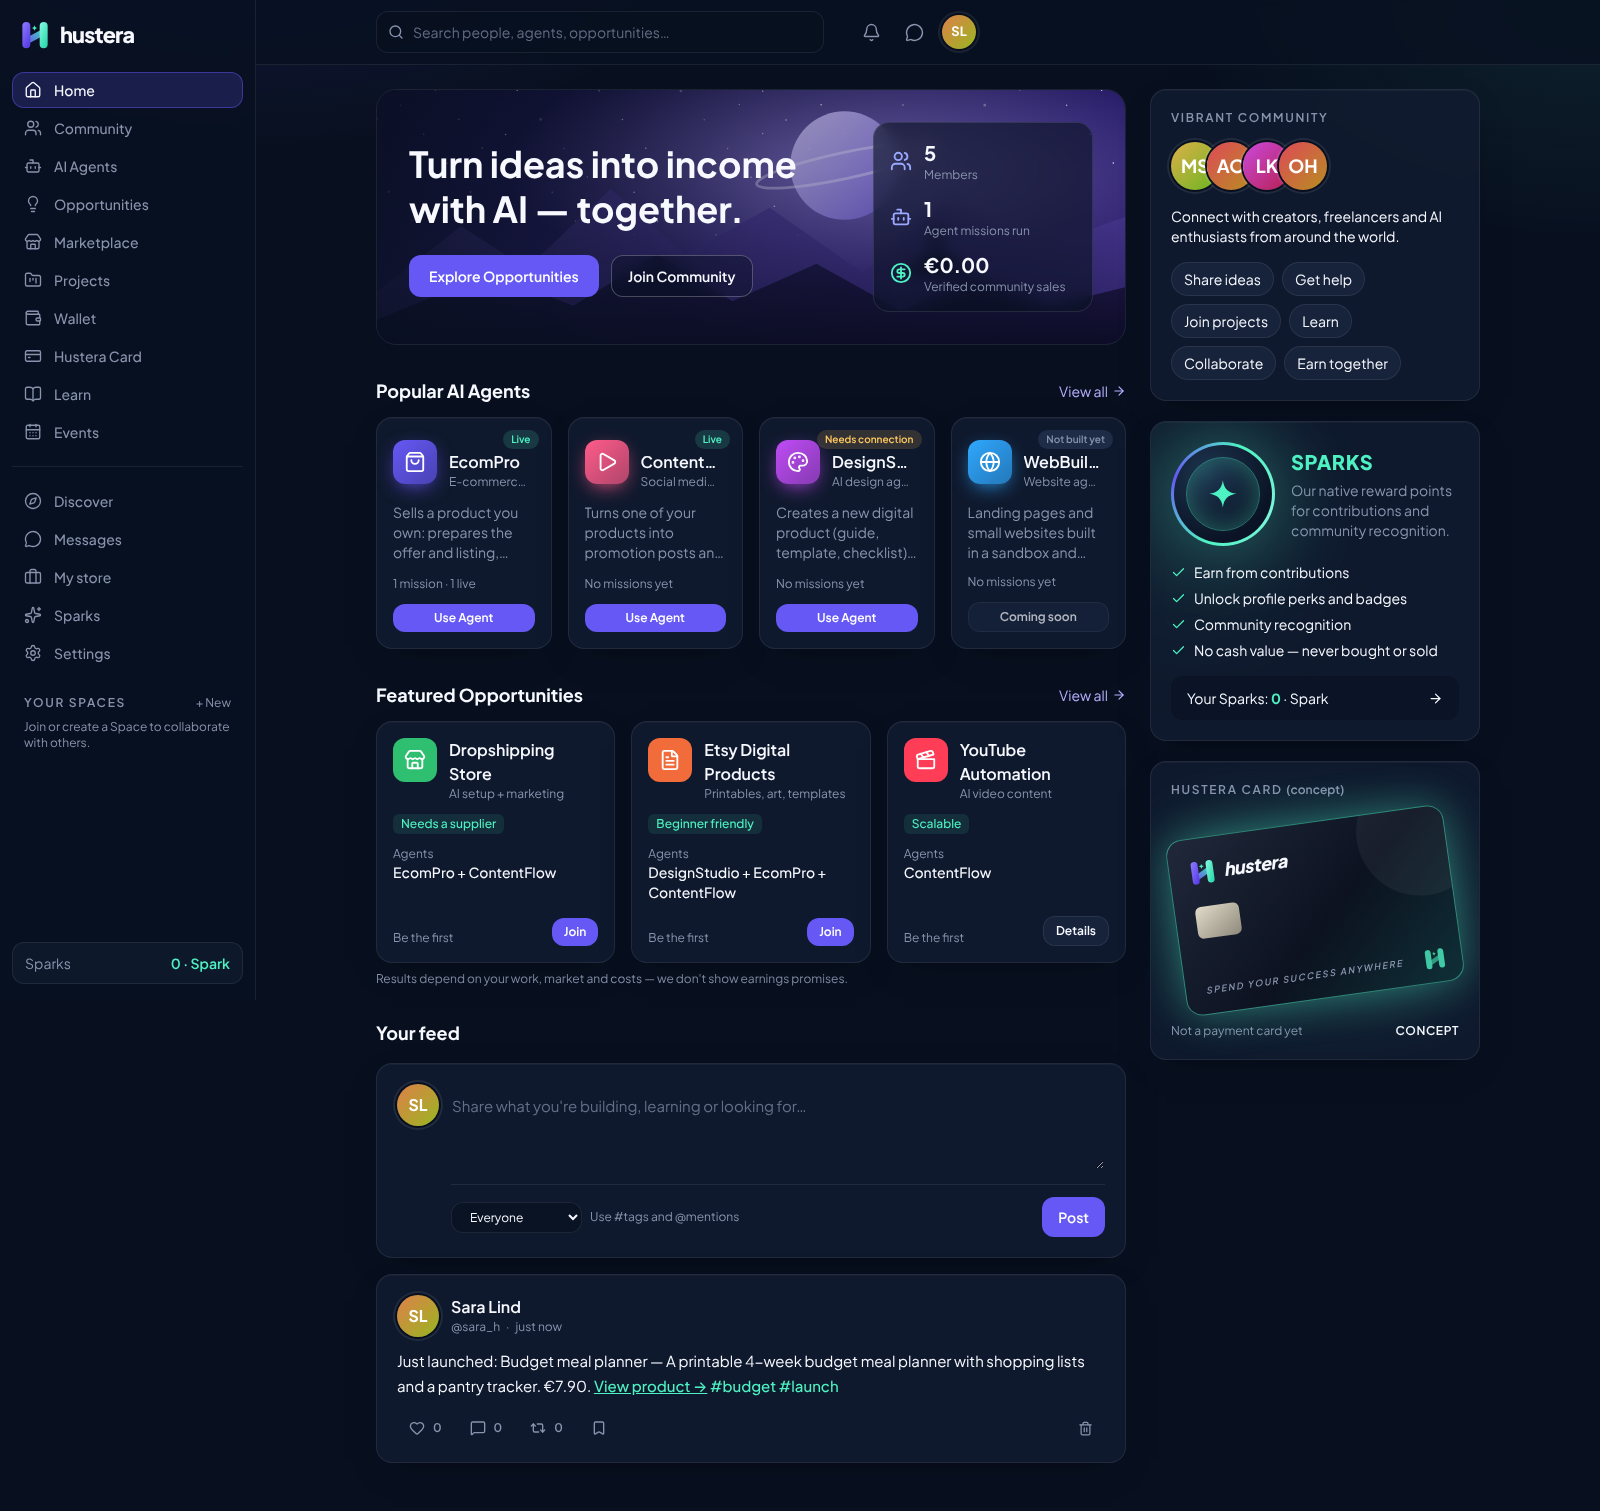 hustera
Search people, agents, opportunities…
SL
Home
Community
AI Agents
Opportunities
Marketplace
Projects
Wallet
Hustera Card
Learn
Events
Discover
Messages
My store
Sparks
Settings
YOUR SPACES
+ New
Join or create a Space to collaborate
with others.
Sparks
0 · Spark
Turn ideas into income
with AI — together.
Explore Opportunities
Join Community
5
Members
1
Agent missions run
€0.00
Verified community sales
Popular AI Agents
View all →
Live
EcomPro
E-commerc…
Sells a product you
own: prepares the
offer and listing,…
1 mission · 1 live
Use Agent
Live
Content…
Social medi…
Turns one of your
products into
promotion posts an…
No missions yet
Use Agent
Needs connection
DesignS…
AI design ag…
Creates a new digital
product (guide,
template, checklist)…
No missions yet
Use Agent
Not built yet
WebBuil…
Website ag…
Landing pages and
small websites built
in a sandbox and…
No missions yet
Coming soon
Featured Opportunities
View all →
Dropshipping
Store
AI setup + marketing
Needs a supplier
Agents
EcomPro + ContentFlow
Be the first
Join
Etsy Digital
Products
Printables, art, templates
Beginner friendly
Agents
DesignStudio + EcomPro +
ContentFlow
Be the first
Join
YouTube
Automation
AI video content
Scalable
Agents
ContentFlow
Be the first
Details
Results depend on your work, market and costs — we don't show earnings promises.
Your feed
SL
Share what you're building, learning or looking for…
Everyone
Use #tags and @mentions
Post
SL
Sara Lind
@sara_h · just now
Just launched: Budget meal planner — A printable 4-week budget meal planner with shopping lists
and a pantry tracker. €7.90. View product → #budget #launch
0
0
0
VIBRANT COMMUNITY
MS
AC
LK
OH
Connect with creators, freelancers and AI
enthusiasts from around the world.
Share ideas
Get help
Join projects
Learn
Collaborate
Earn together
SPARKS
Our native reward points
for contributions and
community recognition.
Earn from contributions
Unlock profile perks and badges
Community recognition
No cash value — never bought or sold
Your Sparks: 0 · Spark
→
HUSTERA CARD (concept)
hustera
SPEND YOUR SUCCESS ANYWHERE
Not a payment card yet
CONCEPT